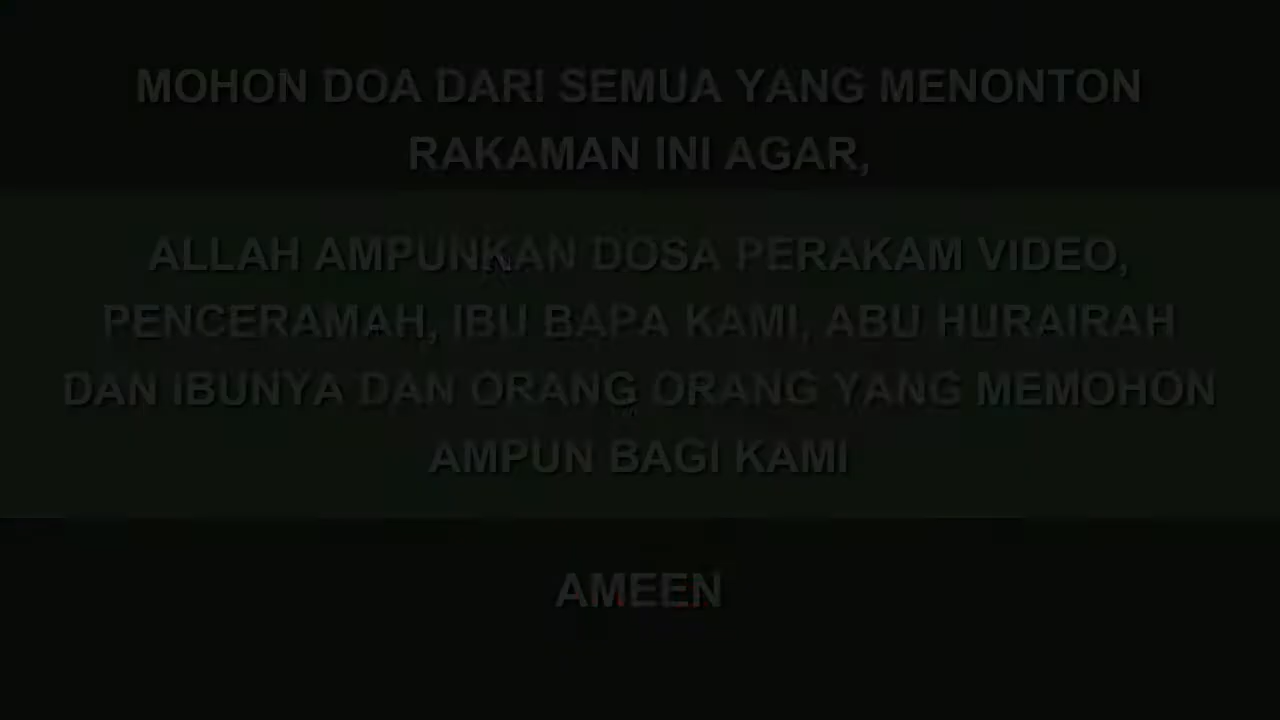 MOHON DOA DARI SEMUA YANG MENONTON
RAKAMAN INI AGAR,
ALLAH AMPUNKAN DOSA PERAKAM VIDEO,
PENCERAMAH, IBU BAPA KAMI, ABU HURAIRAH
DAN IBUNYA DAN ORANG ORANG YANG MEMOHON
AMPUN BAGI KAMI
AMEEN